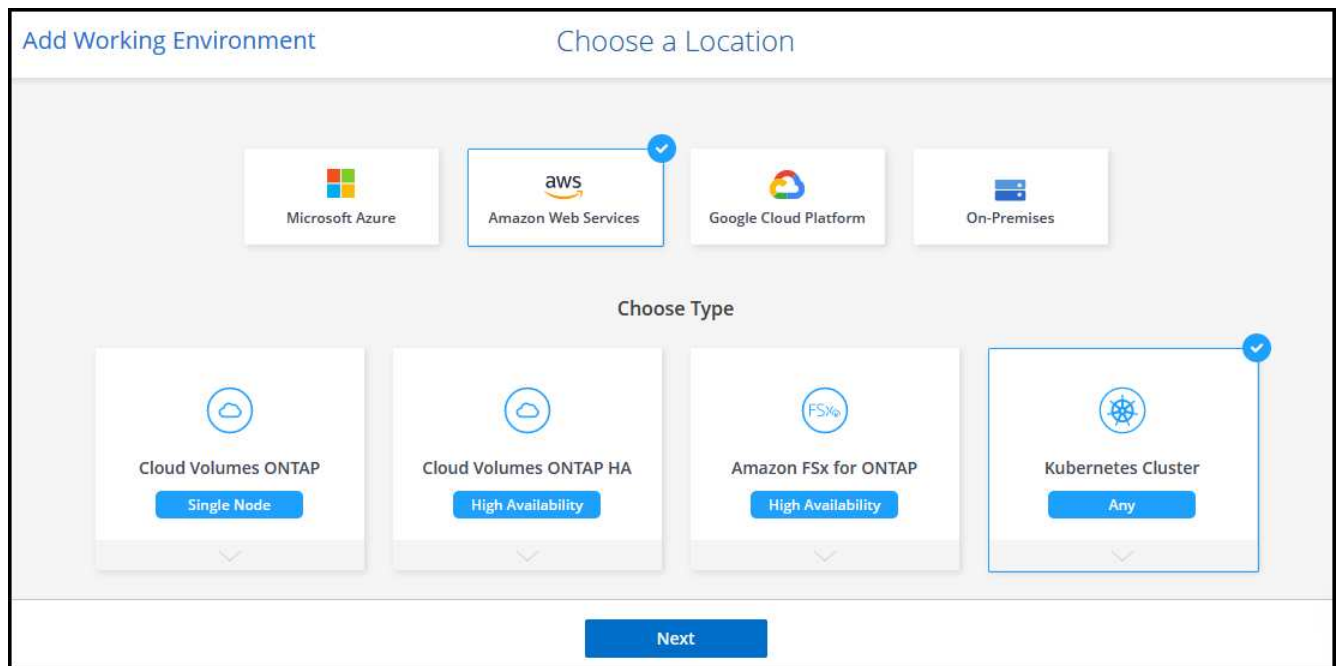 Add Working Environment
Choose a Location
aws
Microsoft Azure
Amazon Web Services
Google Cloud Platform
On-Premises
Choose Type
FSx
Cloud Volumes ONTAP
Cloud Volumes ONTAP HA
Amazon FSx for ONTAP
Kubernetes Cluster
Single Node
High Availability
High Availability
Any
Next